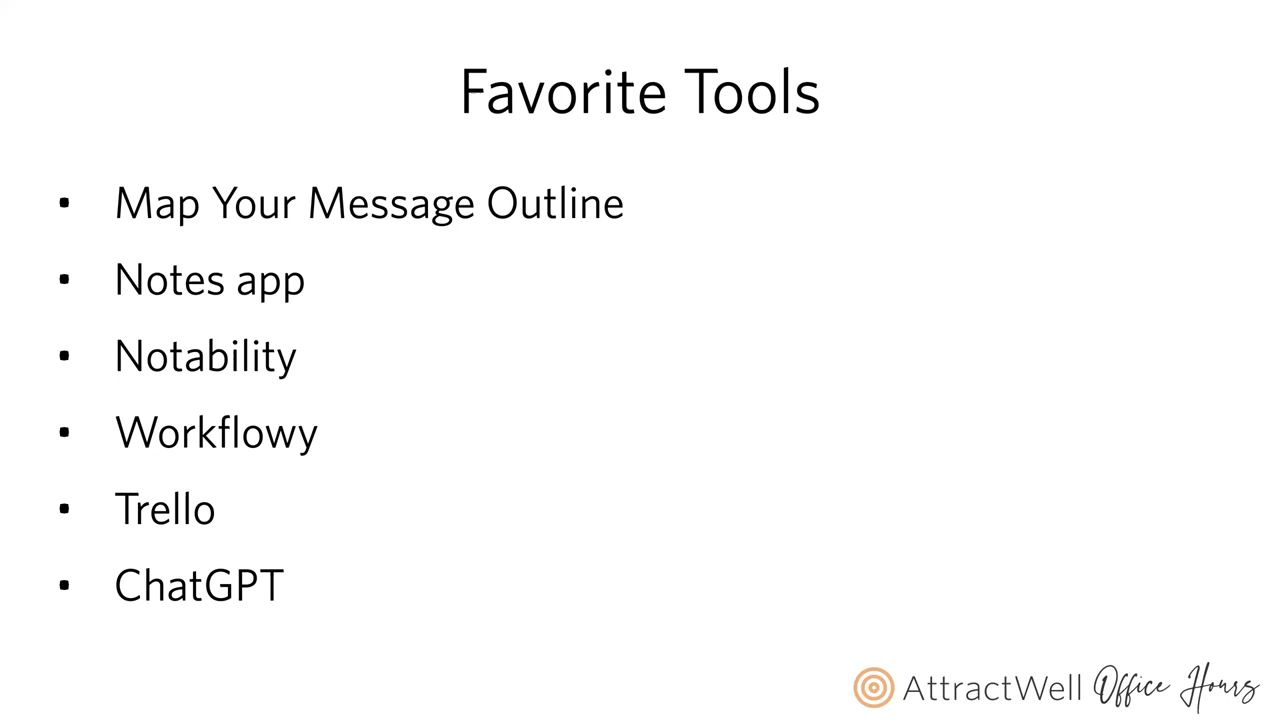 Favorite Tools
• Map Your Message Outline
• Notes app
• Notability
• Workflowy
• Trello
• ChatGPT
AttractWell Office Hours